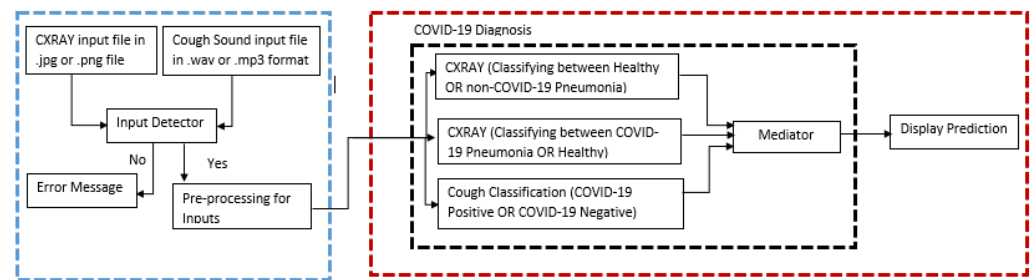 CXRAY input file in
.jpg or .png file
Cough Sound input file
in .wav or .mp3 format
Input Detector
No
Yes
Error Message
Pre-processing for
Inputs
COVID-19 Diagnosis
CXRAY (Classifying between Healthy
OR non-COVID-19 Pneumonia)
CXRAY (Classifying between COVID-
19 Pneumonia OR Healthy)
Cough Classification (COVID-19
Positive OR COVID-19 Negative)
Mediator
Display Prediction